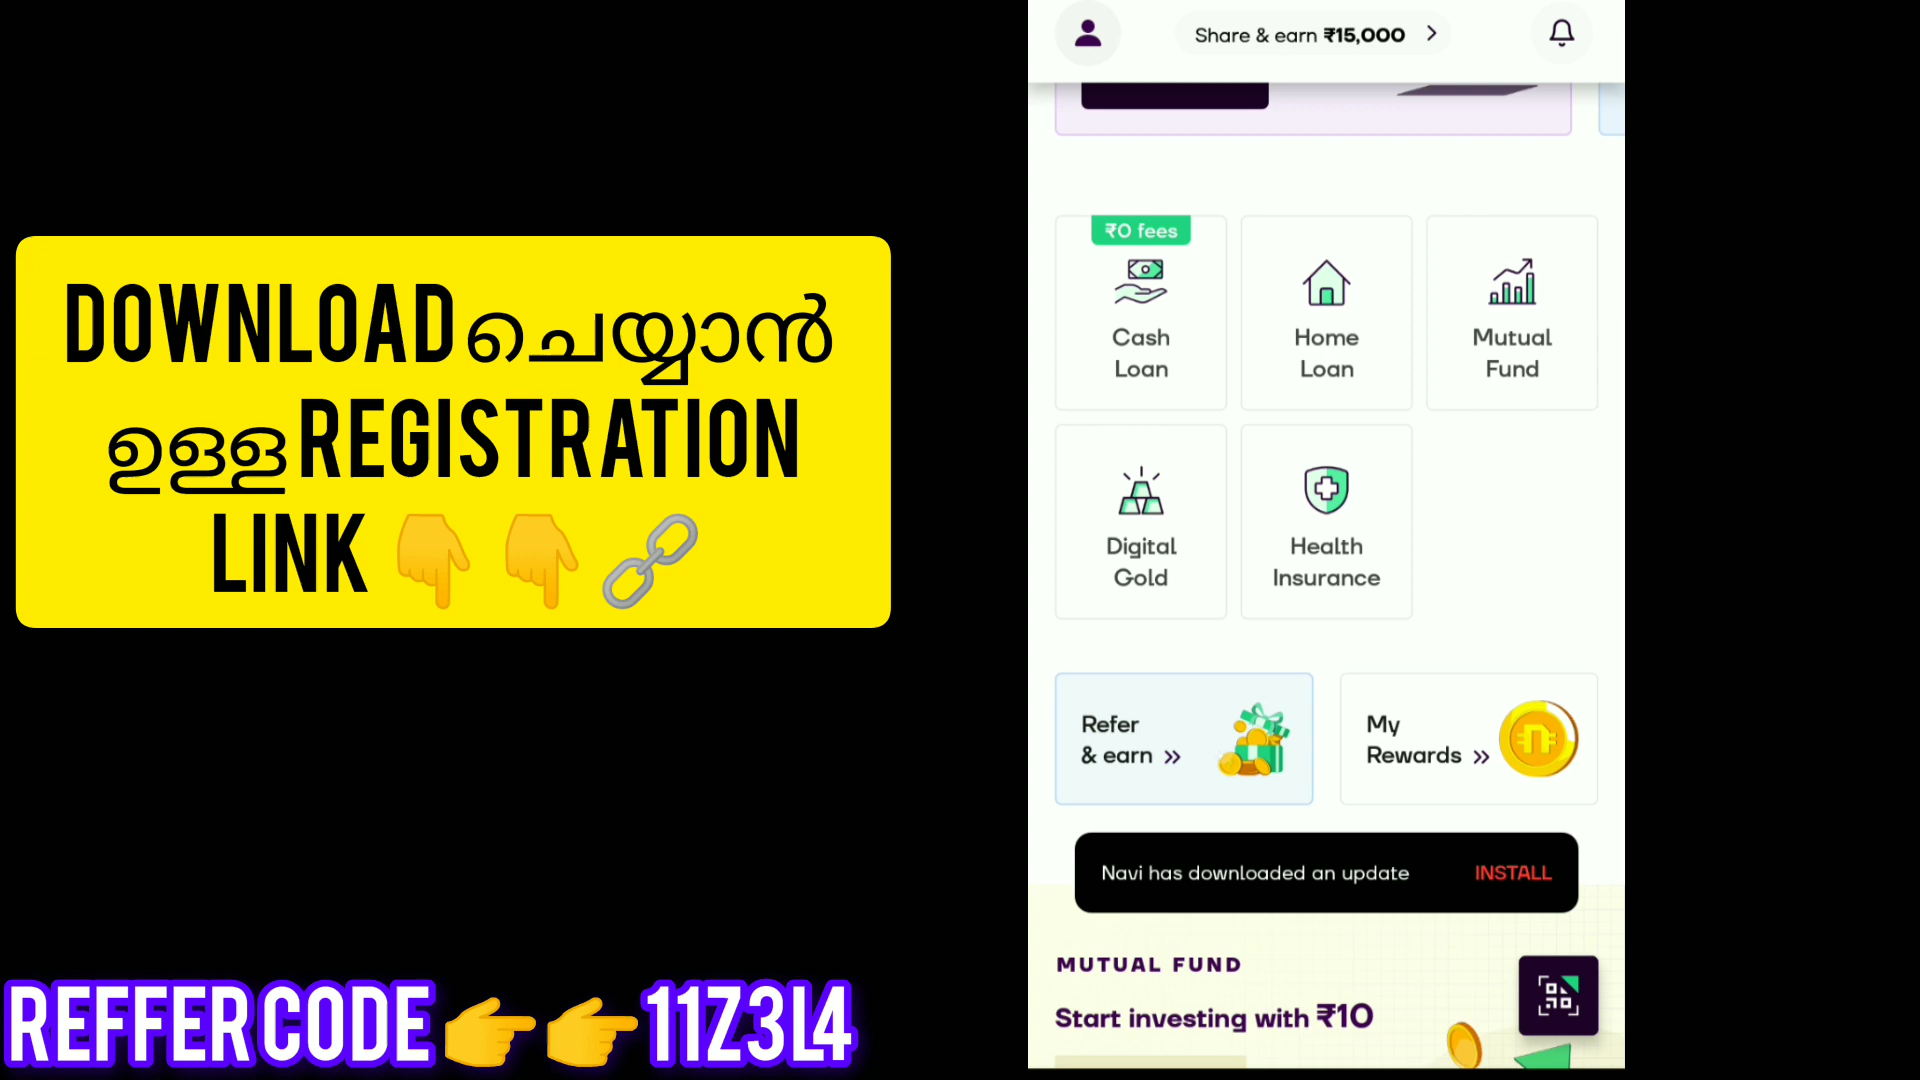 DOWNLOAD ചെയ്യാൻ
ഉള്ള REGISTRATION
LINK 👇👇🔗
REFFER CODE 👉👉 11Z3L4
Share & earn ₹15,000
₹0 fees
Cash
Loan
Home
Loan
Mutual
Fund
Digital
Gold
Health
Insurance
Refer
& earn »
My
Rewards »
Navi has downloaded an update INSTALL
MUTUAL FUND
Start investing with ₹10